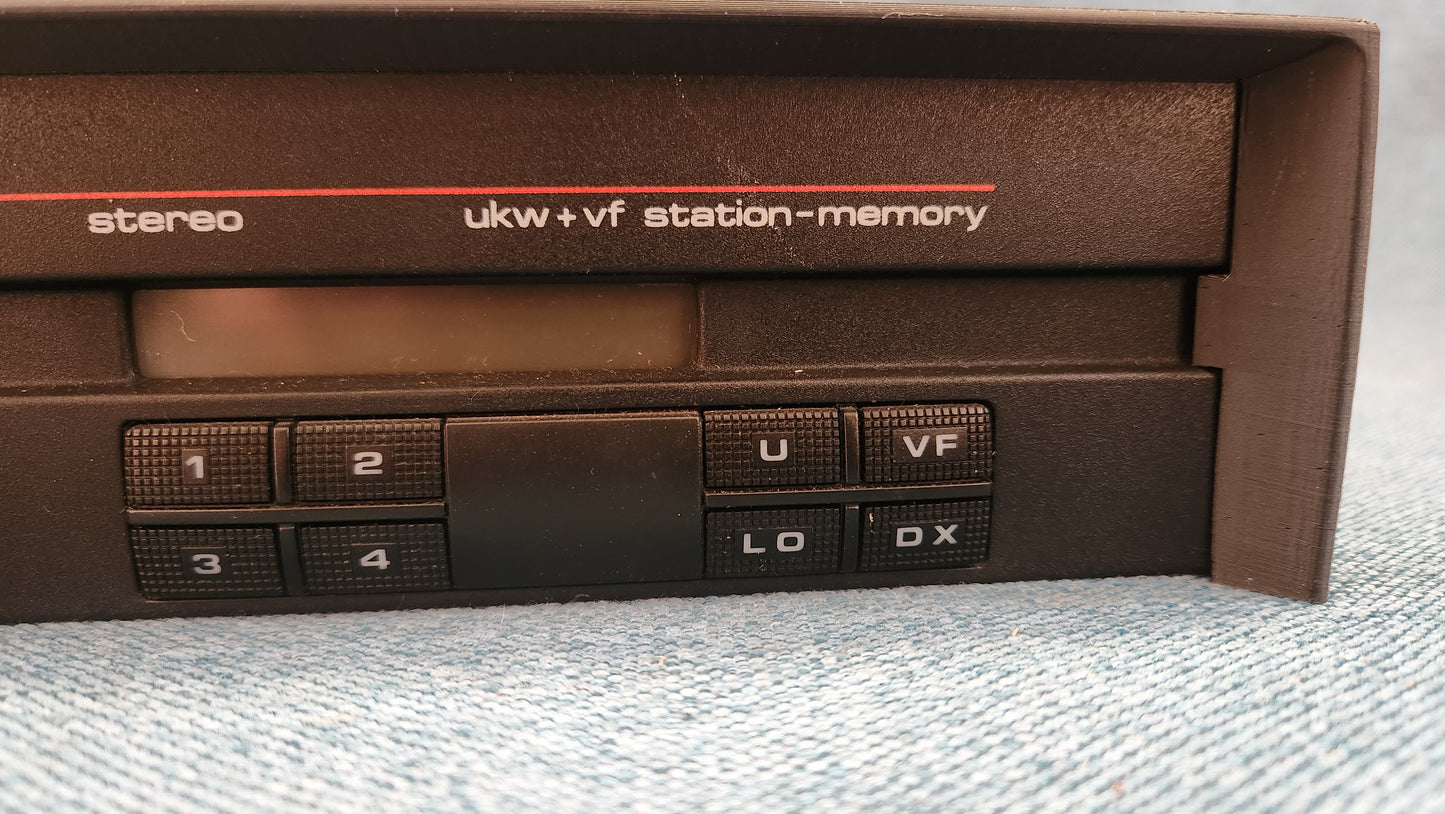 stereo ukw+vf station-memory
1 2 U VF
3 4 LO DX